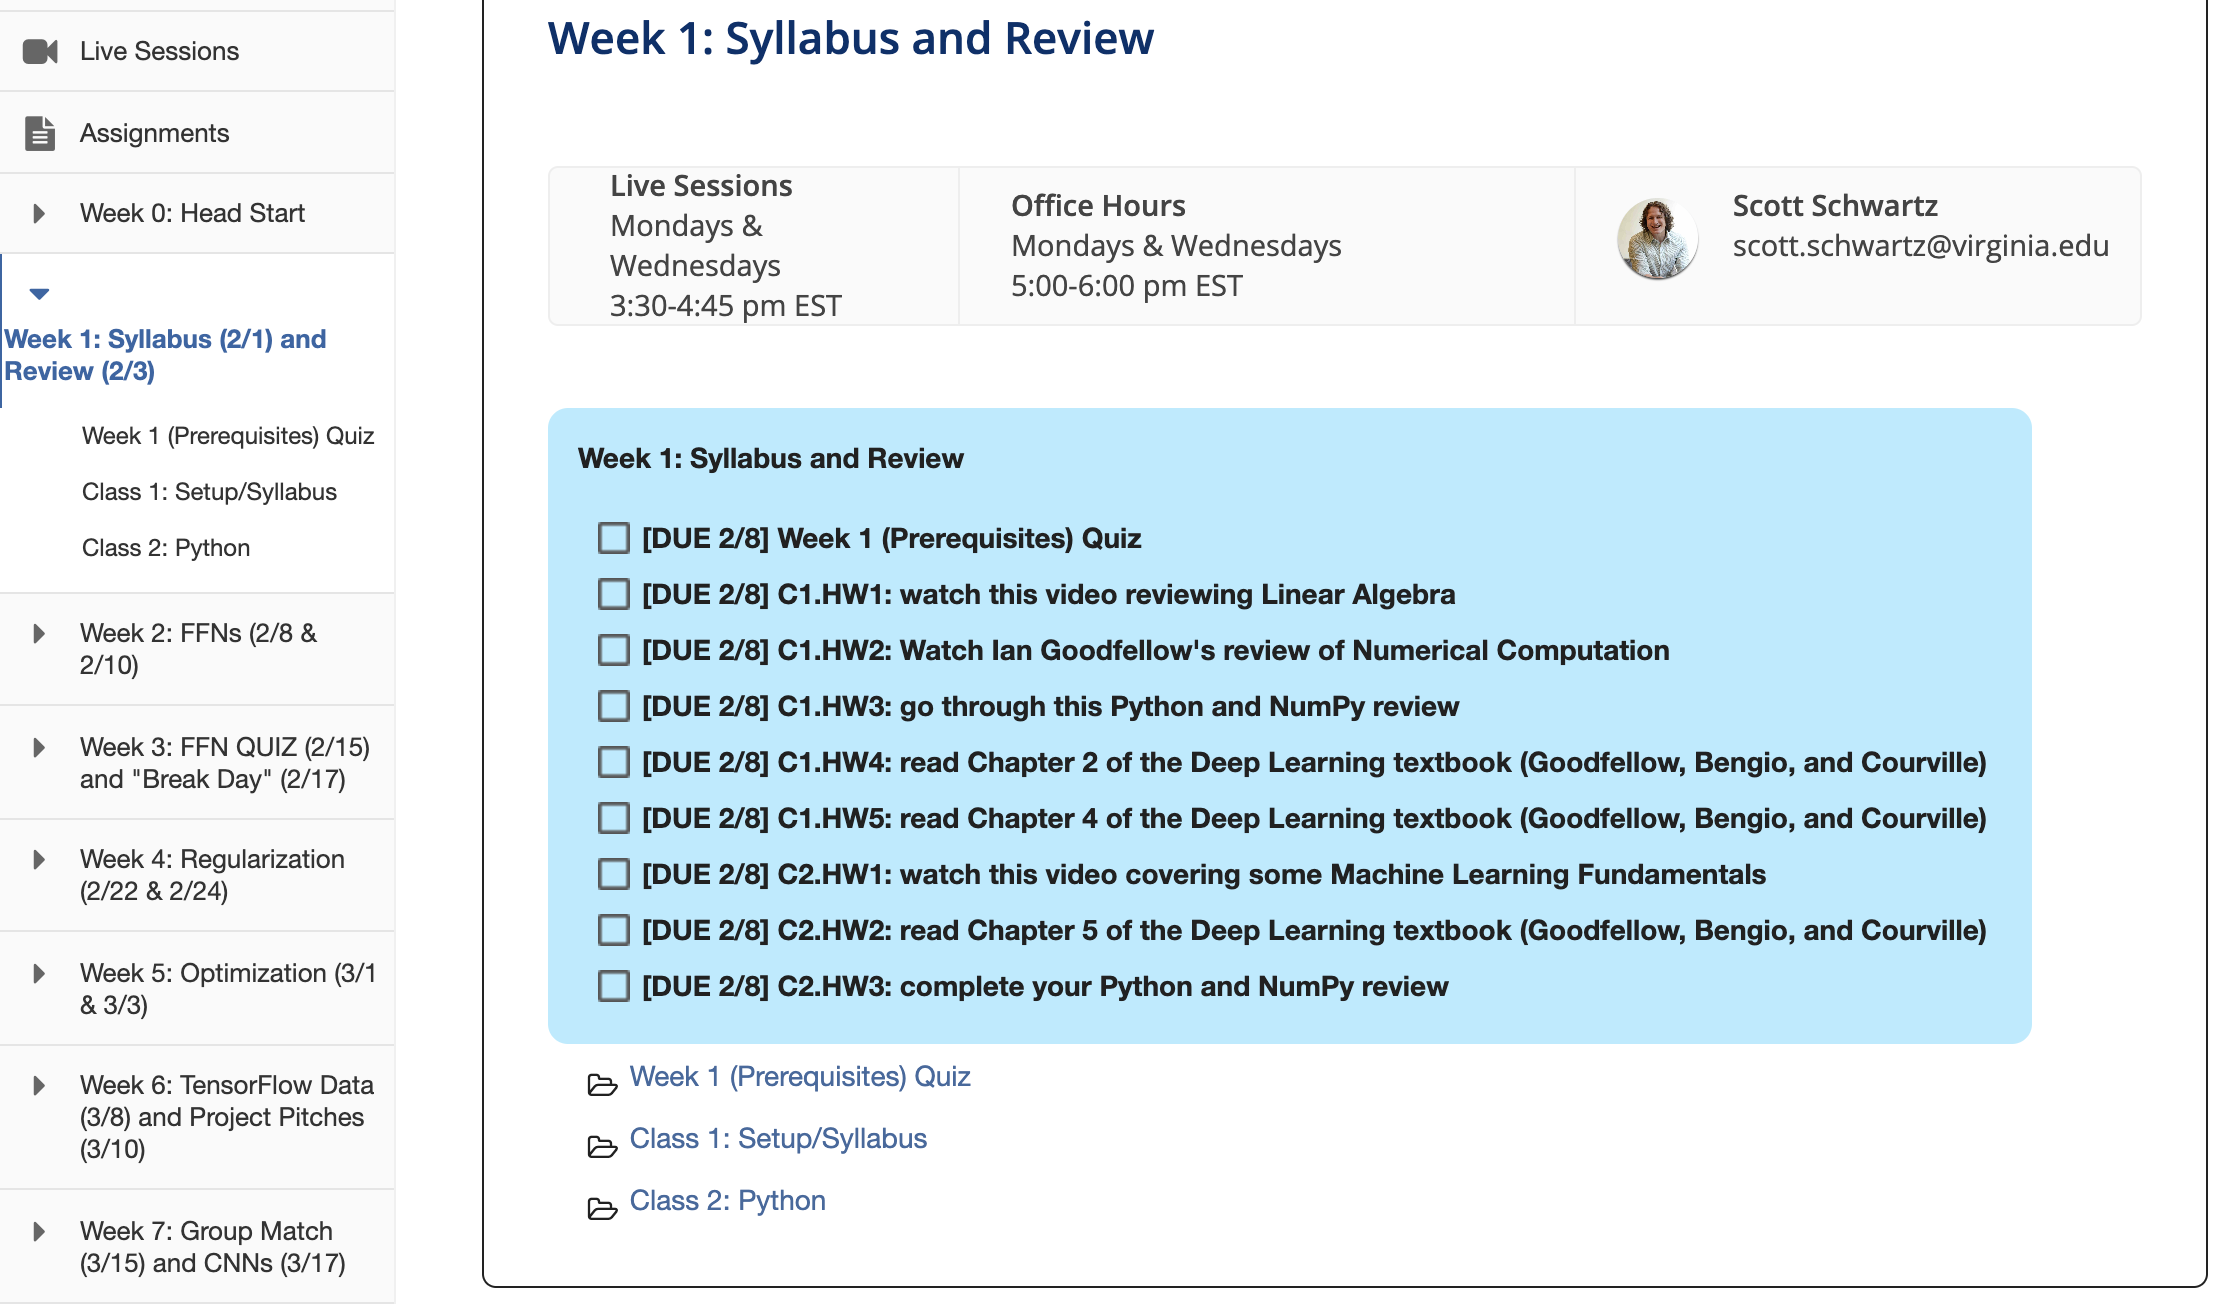 Live Sessions
Assignments
Week 0: Head Start
Week 1: Syllabus (2/1) and
Review (2/3)
Week 1 (Prerequisites) Quiz
Class 1: Setup/Syllabus
Class 2: Python
Week 2: FFNs (2/8 &
2/10)
Week 3: FFN QUIZ (2/15)
and "Break Day" (2/17)
Week 4: Regularization
(2/22 & 2/24)
Week 5: Optimization (3/1
& 3/3)
Week 6: TensorFlow Data
(3/8) and Project Pitches
(3/10)
Week 7: Group Match
(3/15) and CNNs (3/17)
Week 1: Syllabus and Review
Live Sessions
Mondays &
Wednesdays
3:30-4:45 pm EST
Office Hours
Mondays & Wednesdays
5:00-6:00 pm EST
Scott Schwartz
scott.schwartz@virginia.edu
Week 1: Syllabus and Review
[DUE 2/8] Week 1 (Prerequisites) Quiz
[DUE 2/8] C1.HW1: watch this video reviewing Linear Algebra
[DUE 2/8] C1.HW2: Watch Ian Goodfellow's review of Numerical Computation
[DUE 2/8] C1.HW3: go through this Python and NumPy review
[DUE 2/8] C1.HW4: read Chapter 2 of the Deep Learning textbook (Goodfellow, Bengio, and Courville)
[DUE 2/8] C1.HW5: read Chapter 4 of the Deep Learning textbook (Goodfellow, Bengio, and Courville)
[DUE 2/8] C2.HW1: watch this video covering some Machine Learning Fundamentals
[DUE 2/8] C2.HW2: read Chapter 5 of the Deep Learning textbook (Goodfellow, Bengio, and Courville)
[DUE 2/8] C2.HW3: complete your Python and NumPy review
Week 1 (Prerequisites) Quiz
Class 1: Setup/Syllabus
Class 2: Python